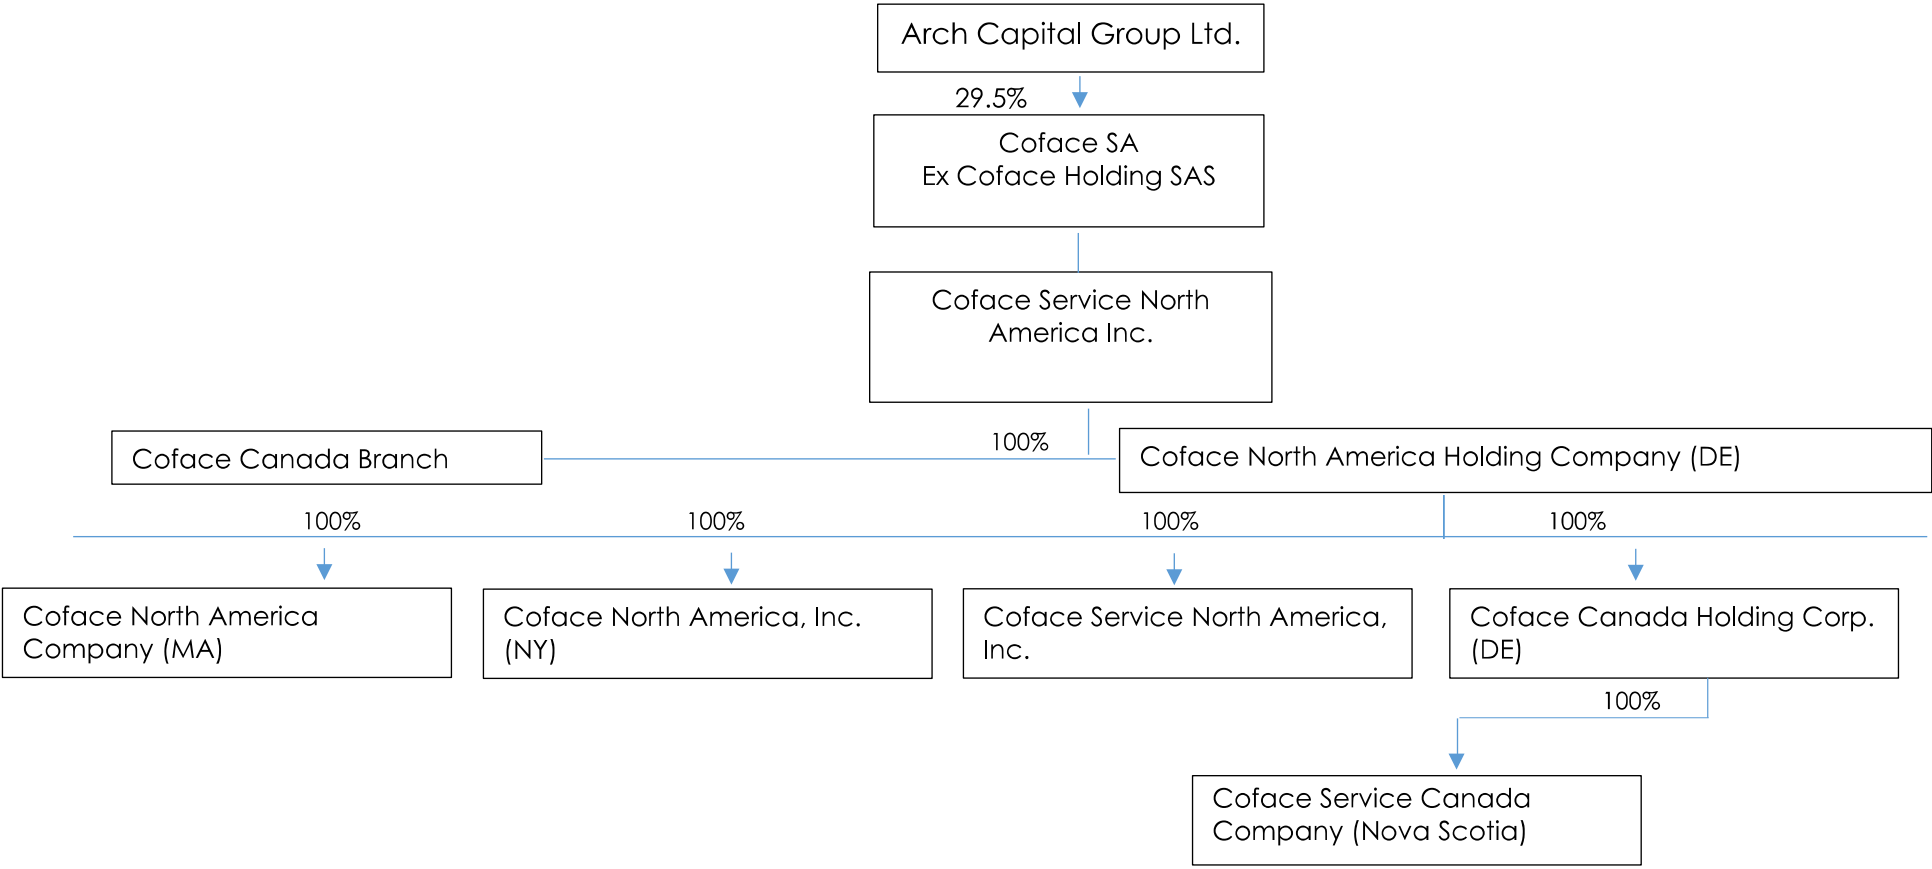 Arch Capital Group Ltd.
29.5%
Coface SA
Ex Coface Holding SAS
Coface Service North
America Inc.
Coface Canada Branch
100%
Coface North America Holding Company (DE)
100%
100%
100%
100%
Coface North America
Company (MA)
Coface North America, Inc.
(NY)
Coface Service North America,
Inc.
Coface Canada Holding Corp.
(DE)
100%
Coface Service Canada
Company (Nova Scotia)